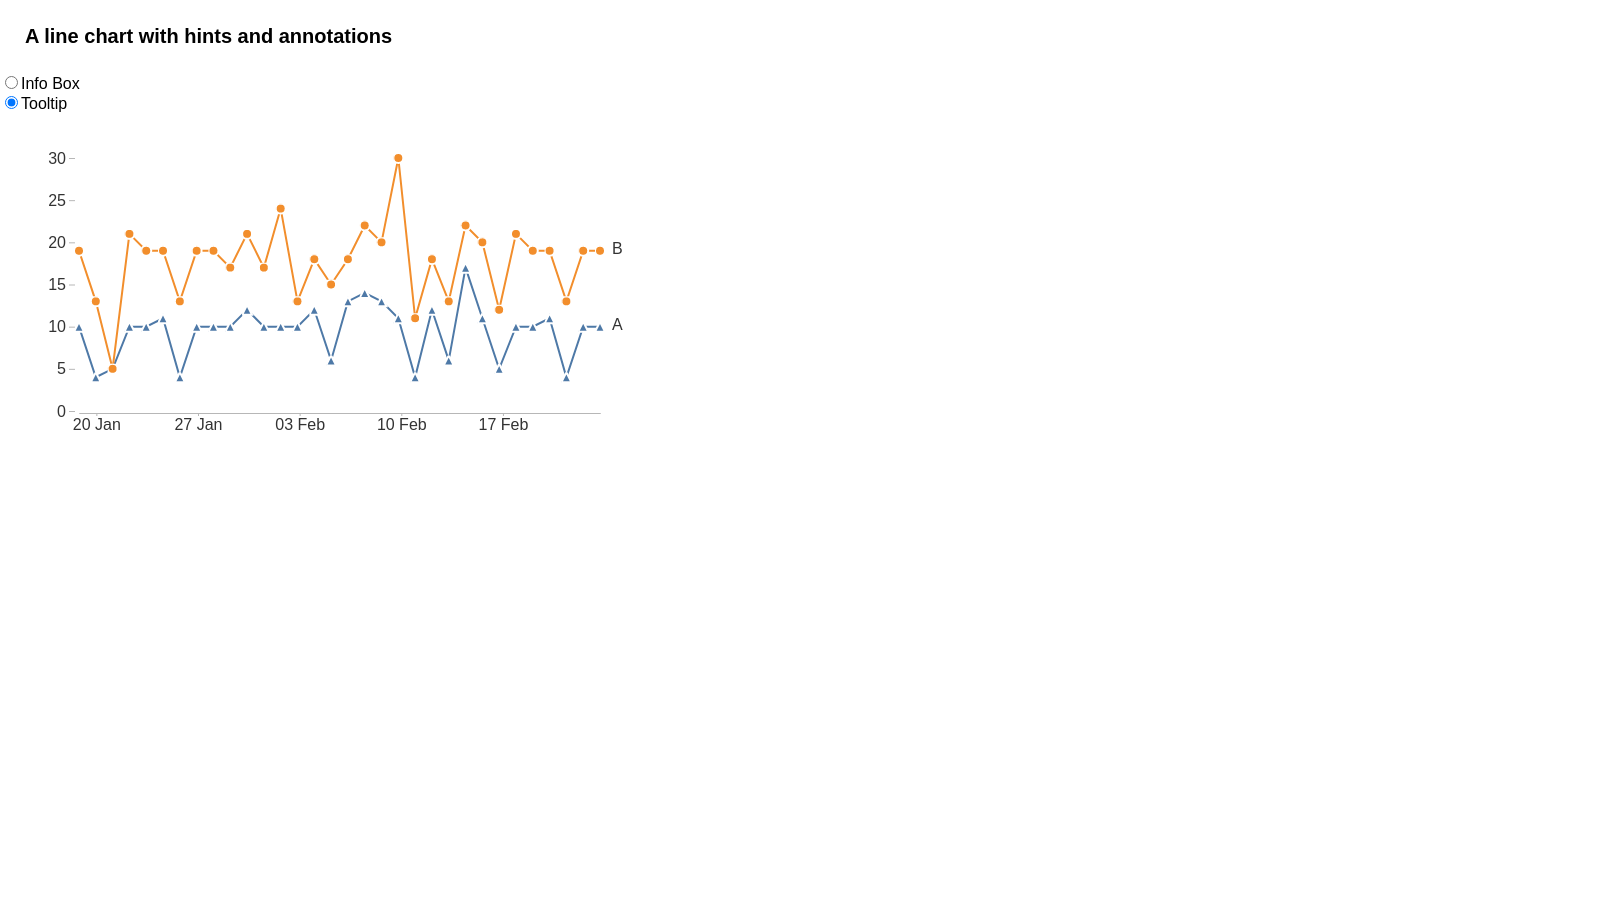 A line chart with hints and annotations
Info Box
Tooltip
30
25
20
15
10
5
0
B
A
20 Jan 27 Jan 03 Feb 10 Feb 17 Feb